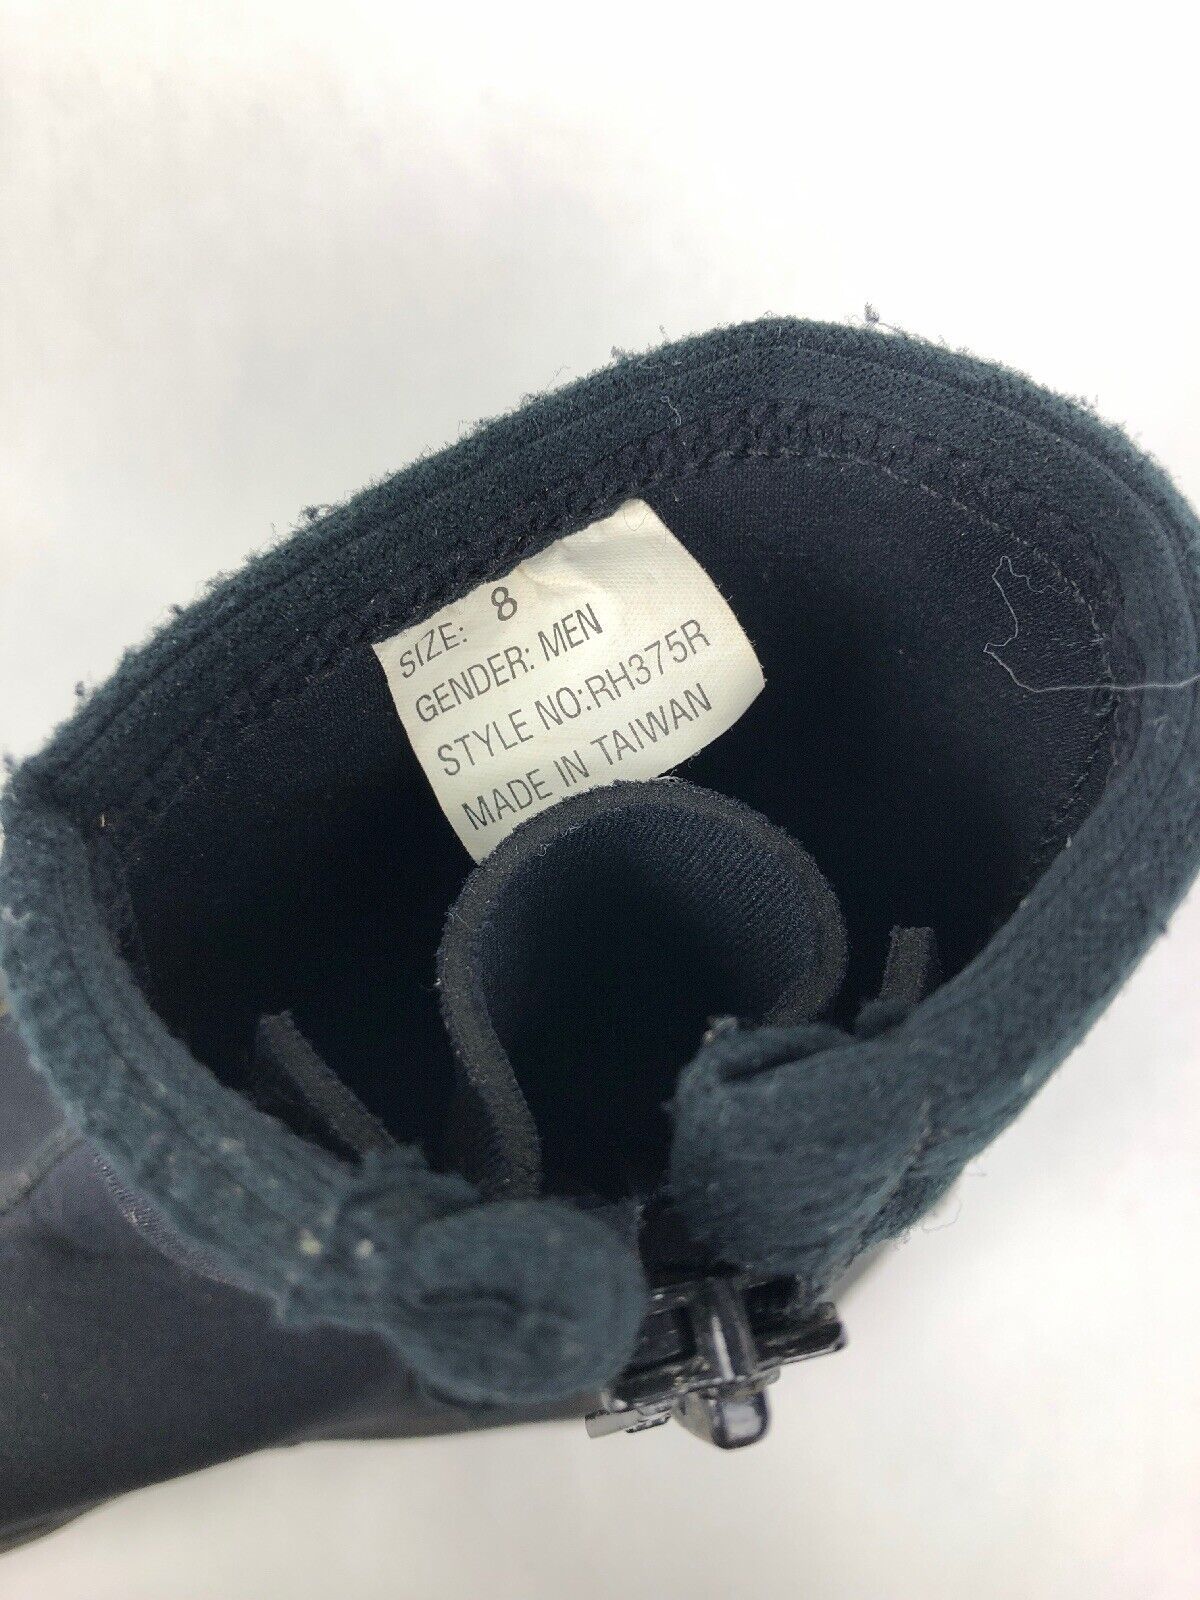 SIZE: 8
GENDER: MEN
STYLE NO:RH375R
MADE IN TAIWAN